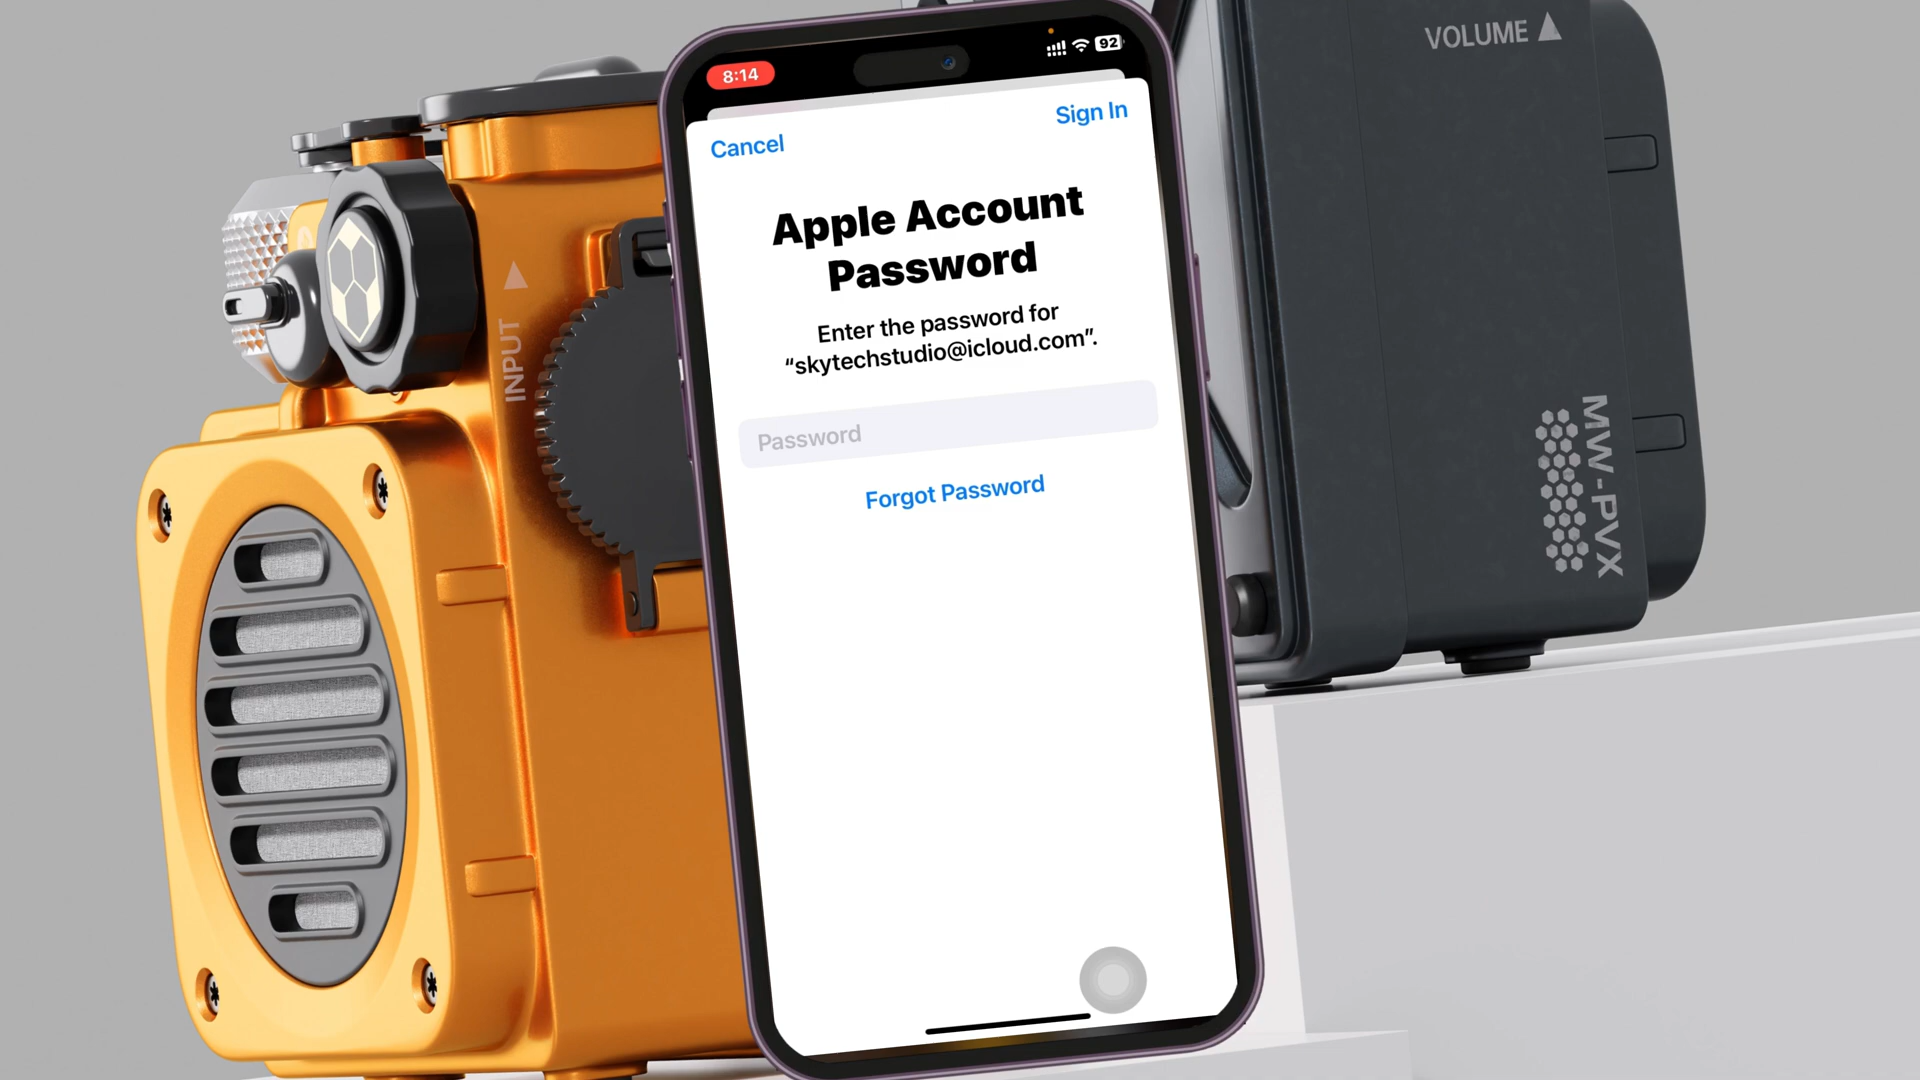 8:14
92
Cancel
Sign In
Apple Account
Password
Enter the password for
“skytechstudio@icloud.com”.
Password
Forgot Password
INPUT
VOLUME
MW-PVX